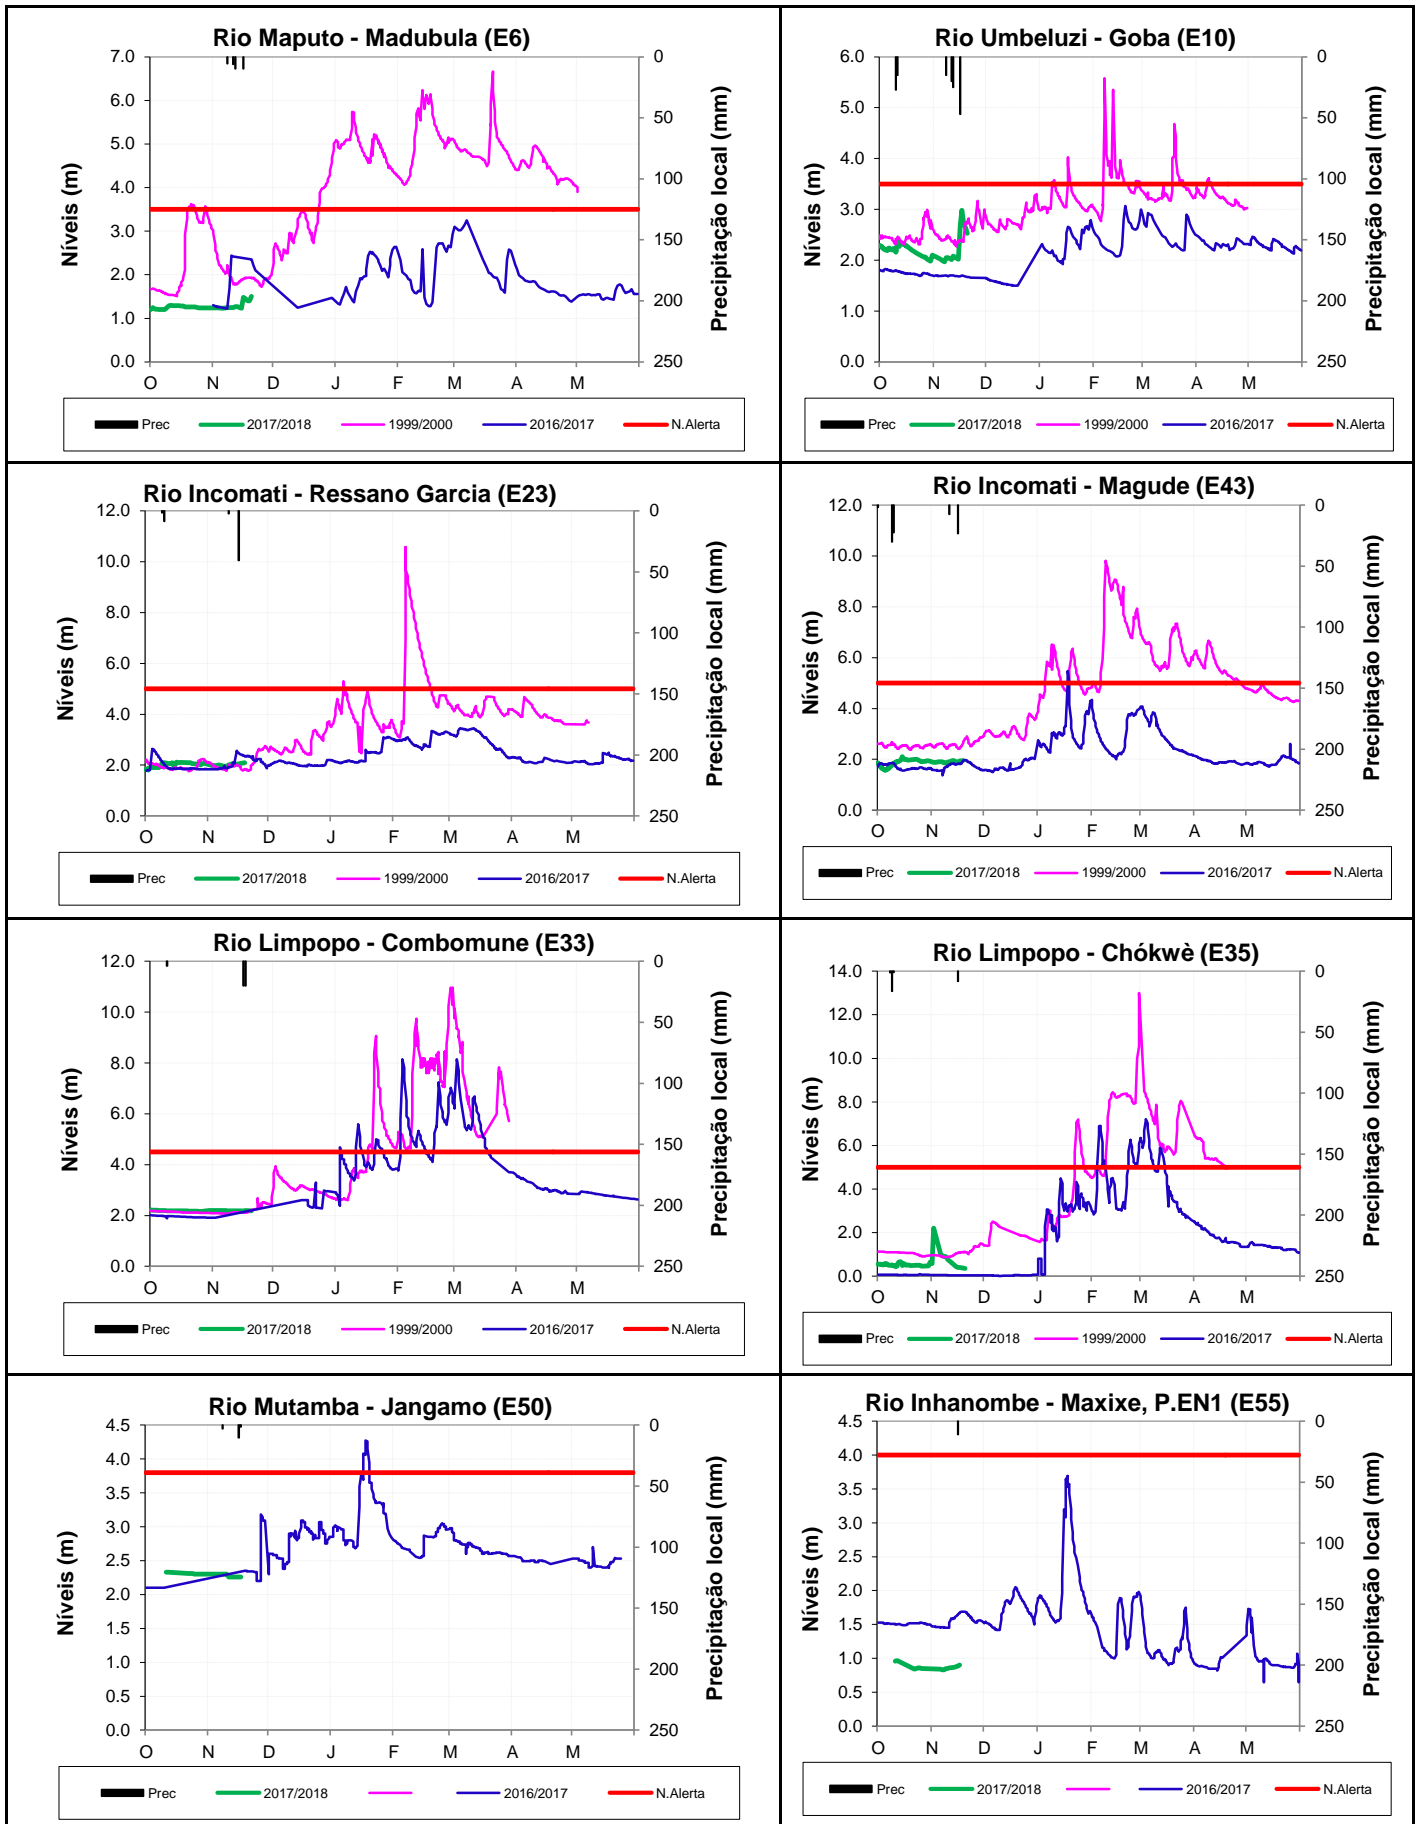 Rio Maputo - Madubula (E6)
Níveis (m)
7.0
6.0
5.0
4.0
3.0
2.0
1.0
0.0
0
50
100
150
200
250
Precipitação local (mm)
O N D J F M A M
Prec 2017/2018 1999/2000 2016/2017 N.Alerta
Rio Umbeluzi - Goba (E10)
Níveis (m)
6.0
5.0
4.0
3.0
2.0
1.0
0.0
0
50
100
150
200
250
Precipitação local (mm)
O N D J F M A M
Prec 2017/2018 1999/2000 2016/2017 N.Alerta
Rio Incomati - Ressano Garcia (E23)
Níveis (m)
12.0
10.0
8.0
6.0
4.0
2.0
0.0
0
50
100
150
200
250
Precipitação local (mm)
O N D J F M A M
Prec 2017/2018 1999/2000 2016/2017 N.Alerta
Rio Incomati - Magude (E43)
Níveis (m)
12.0
10.0
8.0
6.0
4.0
2.0
0.0
0
50
100
150
200
250
Precipitação local (mm)
O N D J F M A M
Prec 2017/2018 1999/2000 2016/2017 N.Alerta
Rio Limpopo - Combomune (E33)
Níveis (m)
12.0
10.0
8.0
6.0
4.0
2.0
0.0
0
50
100
150
200
250
Precipitação local (mm)
O N D J F M A M
Prec 2017/2018 1999/2000 2016/2017 N.Alerta
Rio Limpopo - Chókwè (E35)
Níveis (m)
14.0
12.0
10.0
8.0
6.0
4.0
2.0
0.0
0
50
100
150
200
250
Precipitação local (mm)
O N D J F M A M
Prec 2017/2018 1999/2000 2016/2017 N.Alerta
Rio Mutamba - Jangamo (E50)
Níveis (m)
4.5
4.0
3.5
3.0
2.5
2.0
1.5
1.0
0.5
0.0
0
50
100
150
200
250
Precipitação local (mm)
O N D J F M A M
Prec 2017/2018 2016/2017 N.Alerta
Rio Inhanombe - Maxixe, P.EN1 (E55)
Níveis (m)
4.5
4.0
3.5
3.0
2.5
2.0
1.5
1.0
0.5
0.0
0
50
100
150
200
250
Precipitação local (mm)
O N D J F M A M
Prec 2017/2018 2016/2017 N.Alerta